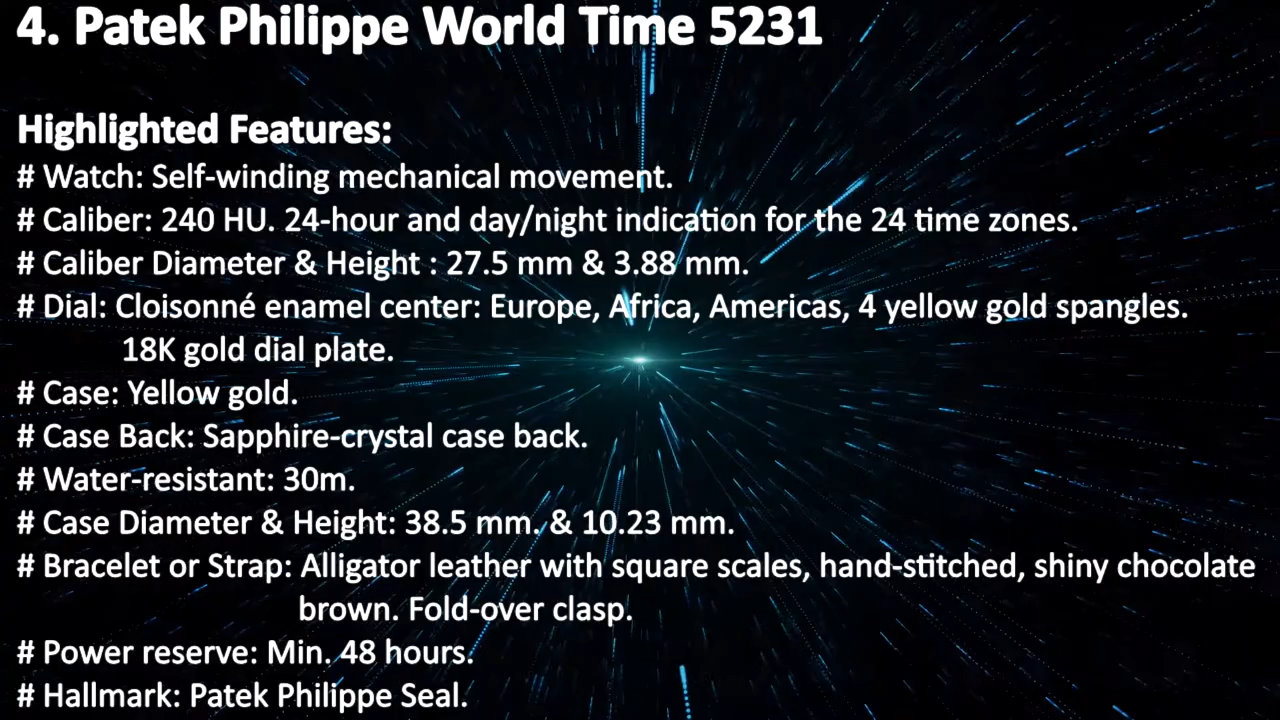 4. Patek Philippe World Time 5231
Highlighted Features:
# Watch: Self-winding mechanical movement.
# Caliber: 240 HU. 24-hour and day/night indication for the 24 time zones.
# Caliber Diameter & Height : 27.5 mm & 3.88 mm.
# Dial: Cloisonné enamel center: Europe, Africa, Americas, 4 yellow gold spangles.
18K gold dial plate.
# Case: Yellow gold.
# Case Back: Sapphire-crystal case back.
# Water-resistant: 30m.
# Case Diameter & Height: 38.5 mm. & 10.23 mm.
# Bracelet or Strap: Alligator leather with square scales, hand-stitched, shiny chocolate
brown. Fold-over clasp.
# Power reserve: Min. 48 hours.
# Hallmark: Patek Philippe Seal.